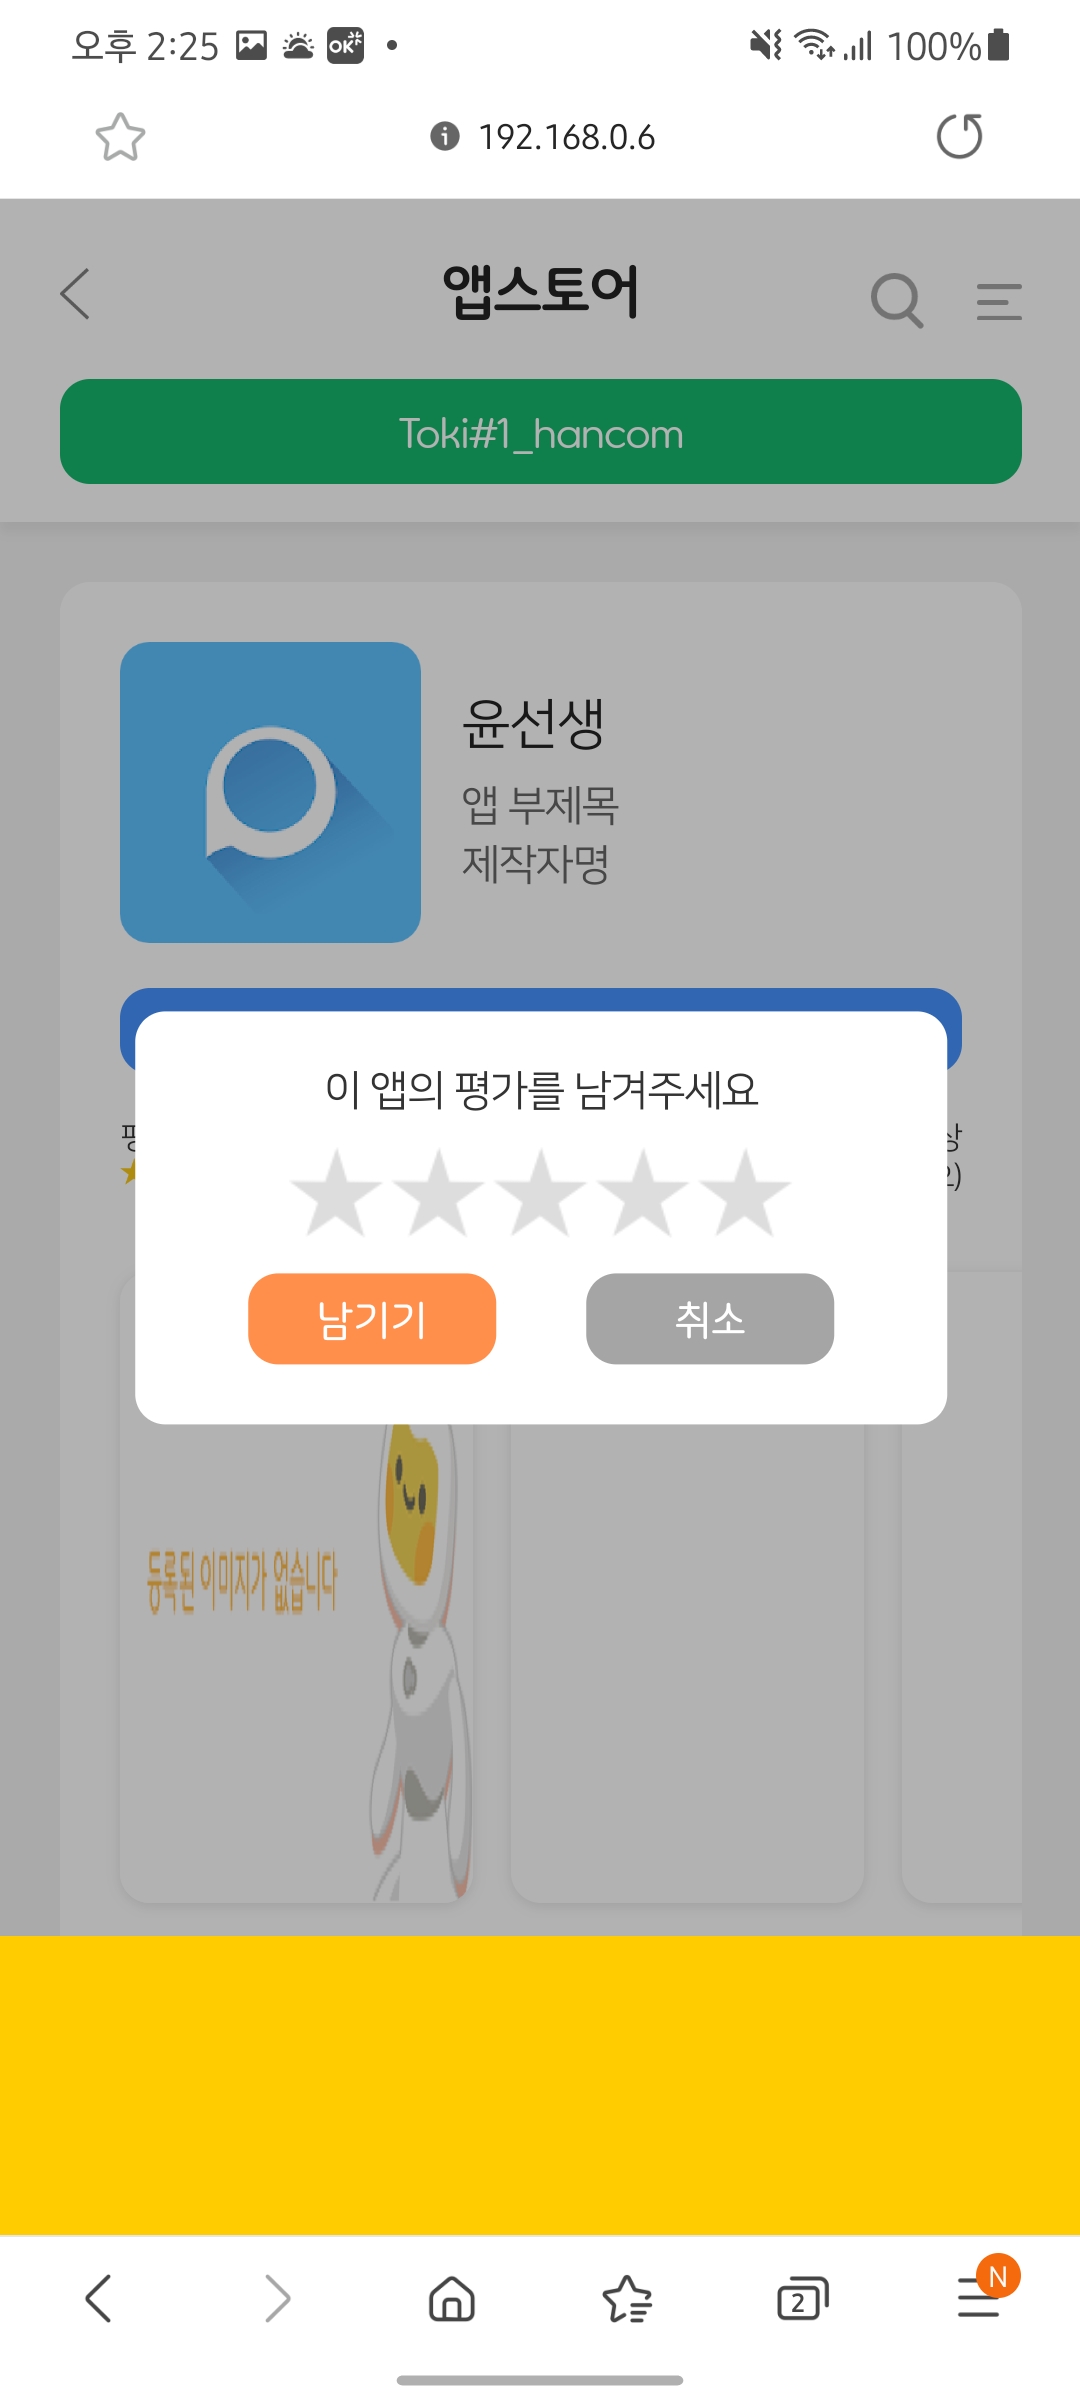 오후 2:25 OK 100%
192.168.0.6
앱스토어
Toki#1_hancom
윤선생
앱 부제목
제작자명
이 앱의 평가를 남겨주세요
남기기 취소
등록된 이미지가 없습니다
2 N